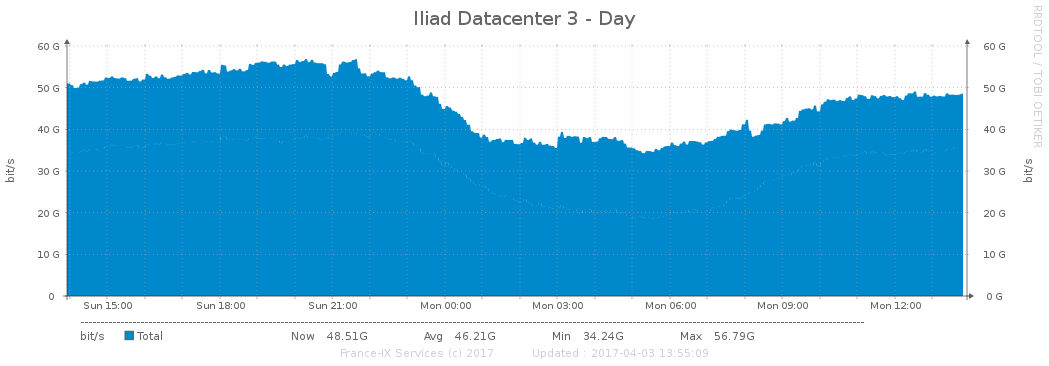 Iliad Datacenter 3 - Day
RRDTOOL / TOBI OETIKER
60 G 60 G
50 G 50 G
40 G 40 G
30 G 30 G
20 G 20 G
10 G 10 G
0 0 G
bit/s bit/s
Sun 15:00 Sun 18:00 Sun 21:00 Mon 00:00 Mon 03:00 Mon 06:00 Mon 09:00 Mon 12:00
bit/s Total Now 48.51G Avg 46.21G Min 34.24G Max 56.79G
France-IX Services (c) 2017 Updated : 2017-04-03 13:55:09